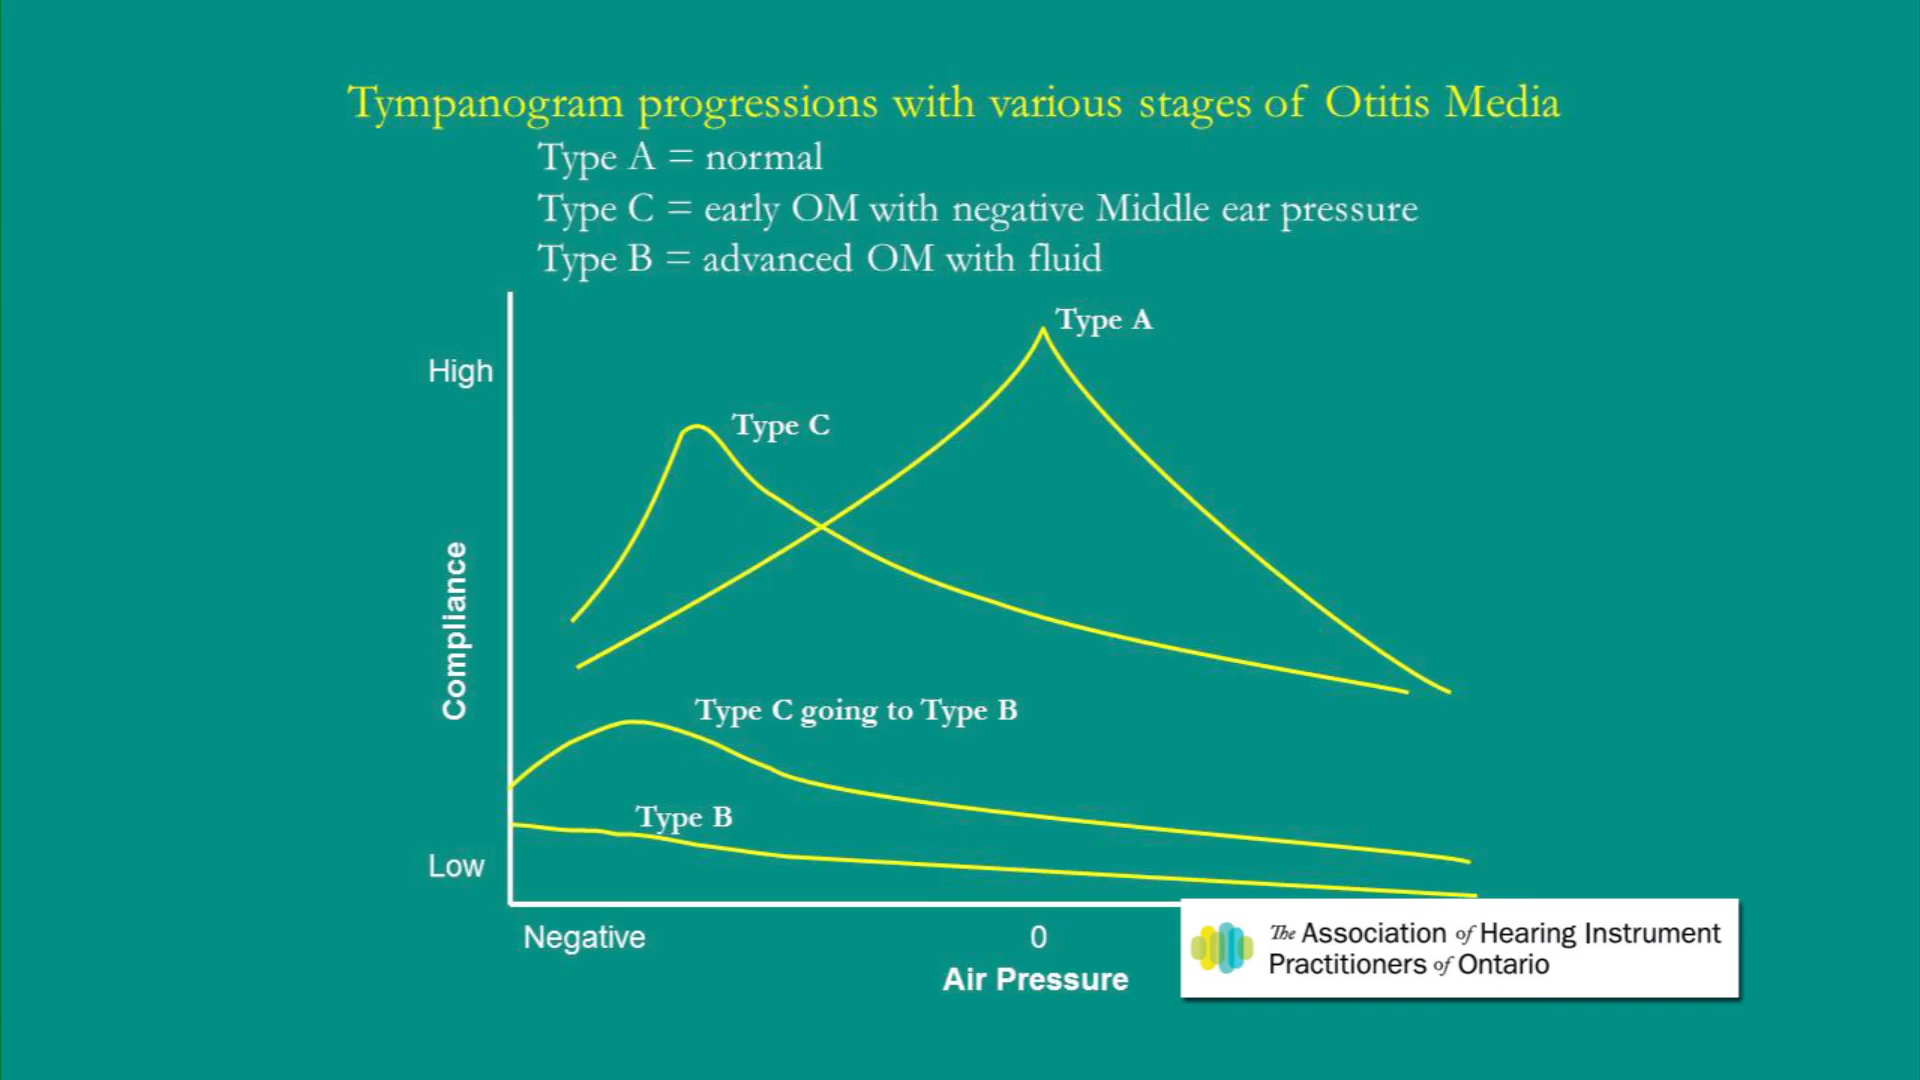 Tympanogram progressions with various stages of Otitis Media
Type A = normal
Type C = early OM with negative Middle ear pressure
Type B = advanced OM with fluid
Type A
High
Type C
Compliance
Type C going to Type B
Type B
Low
Negative
0
Air Pressure
The Association of Hearing Instrument
Practitioners of Ontario